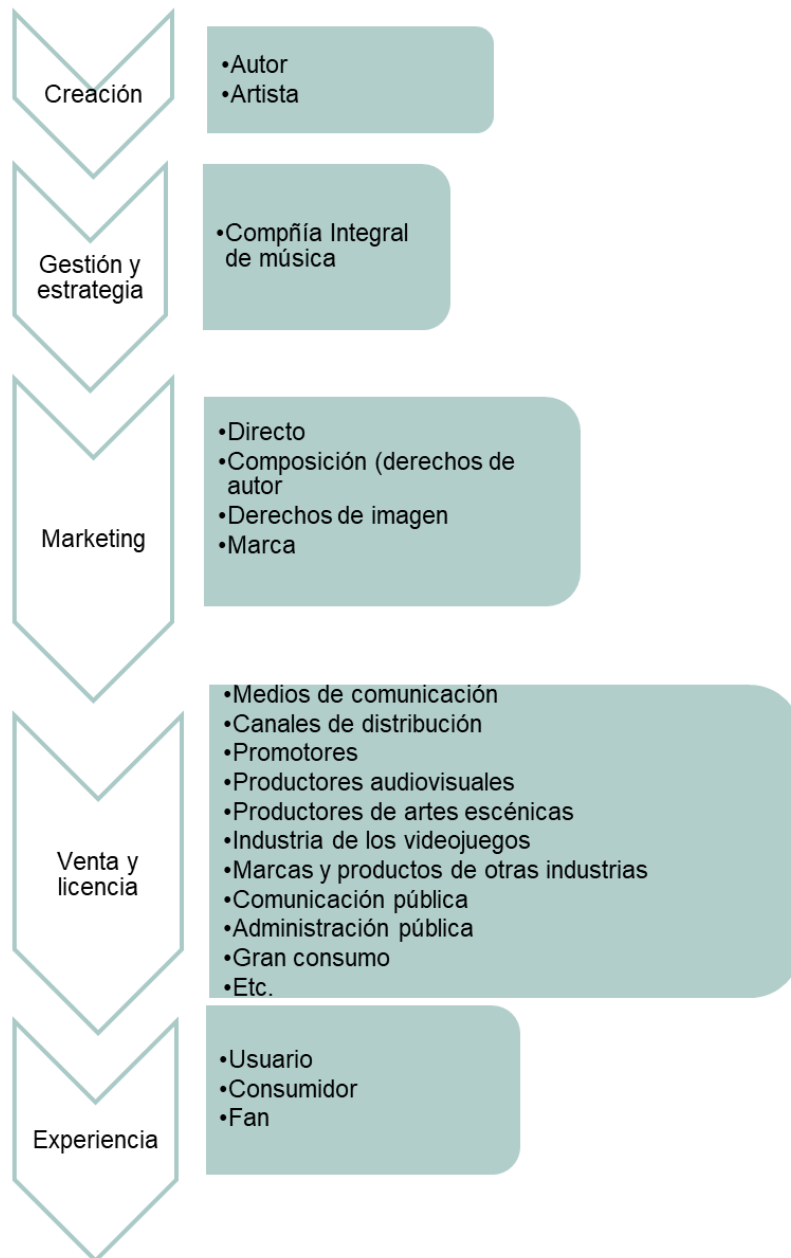 Creación
•Autor
•Artista
Gestión y
estrategia
•Compñía Integral
de música
Marketing
•Directo
•Composición (derechos de
autor
•Derechos de imagen
•Marca
Venta y
licencia
•Medios de comunicación
•Canales de distribución
•Promotores
•Productores audiovisuales
•Productores de artes escénicas
•Industria de los videojuegos
•Marcas y productos de otras industrias
•Comunicación pública
•Administración pública
•Gran consumo
•Etc.
Experiencia
•Usuario
•Consumidor
•Fan